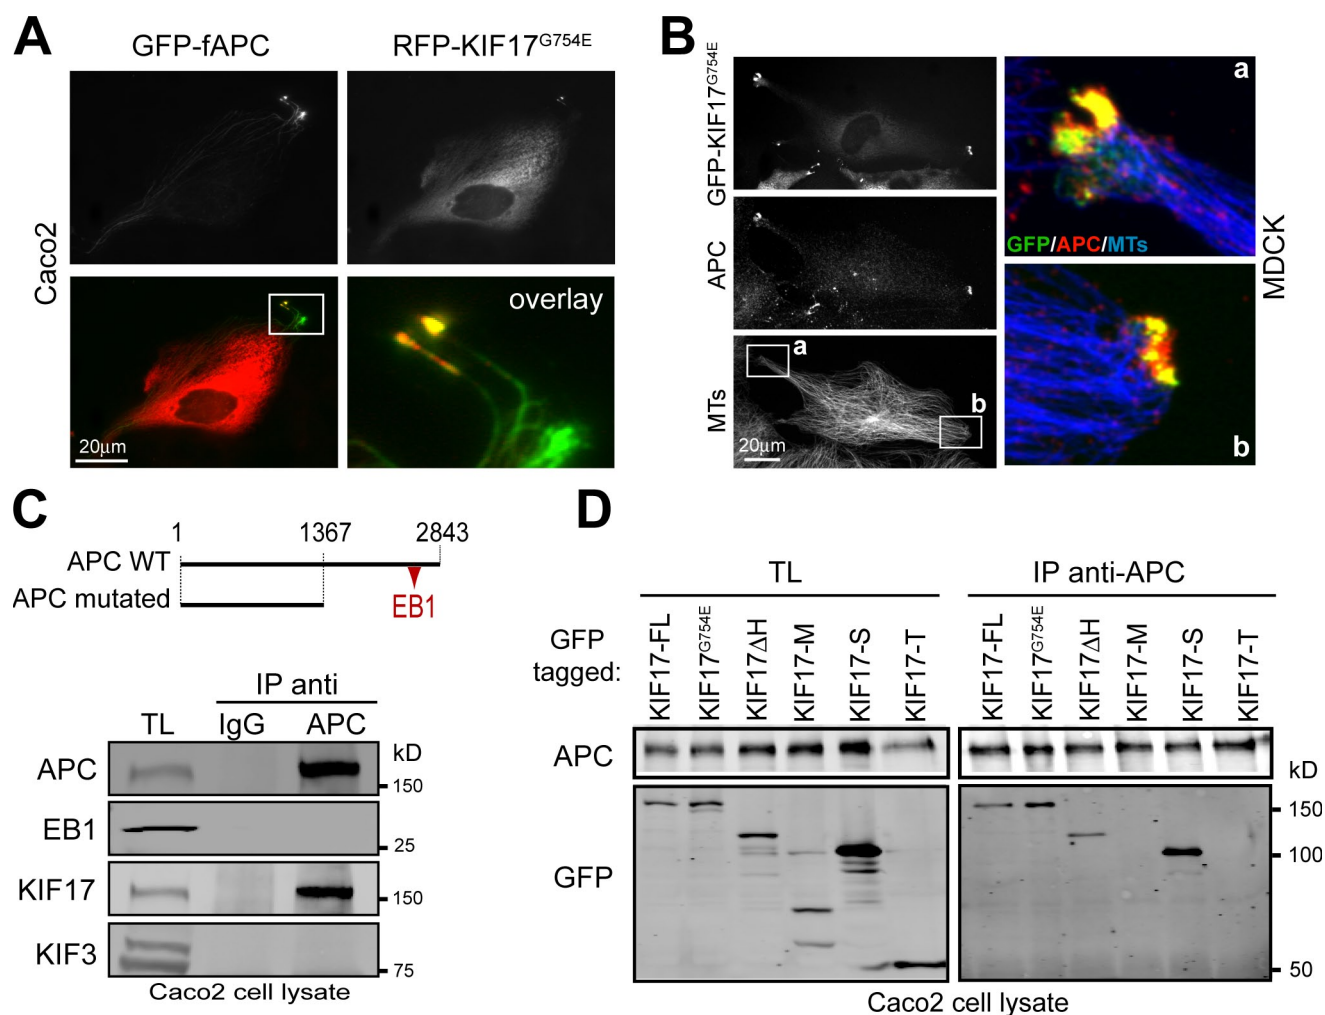 A
GFP-fAPC
RFP-KIF17G754E
Caco2
overlay
20µm
B
GFP-KIF17G754E
APC
MTs
a
b
20µm
a
GFP/APC/MTs
b
MDCK
C
1 1367 2843
APC WT
APC mutated
EB1
IP anti
TL IgG APC
kD
APC
150
EB1
25
KIF17
150
KIF3
75
Caco2 cell lysate
D
TL
IP anti-APC
GFP
tagged:
KIF17-FL
KIF17G754E
KIF17ΔH
KIF17-M
KIF17-S
KIF17-T
KIF17-FL
KIF17G754E
KIF17ΔH
KIF17-M
KIF17-S
KIF17-T
APC
kD
GFP
150
100
50
Caco2 cell lysate